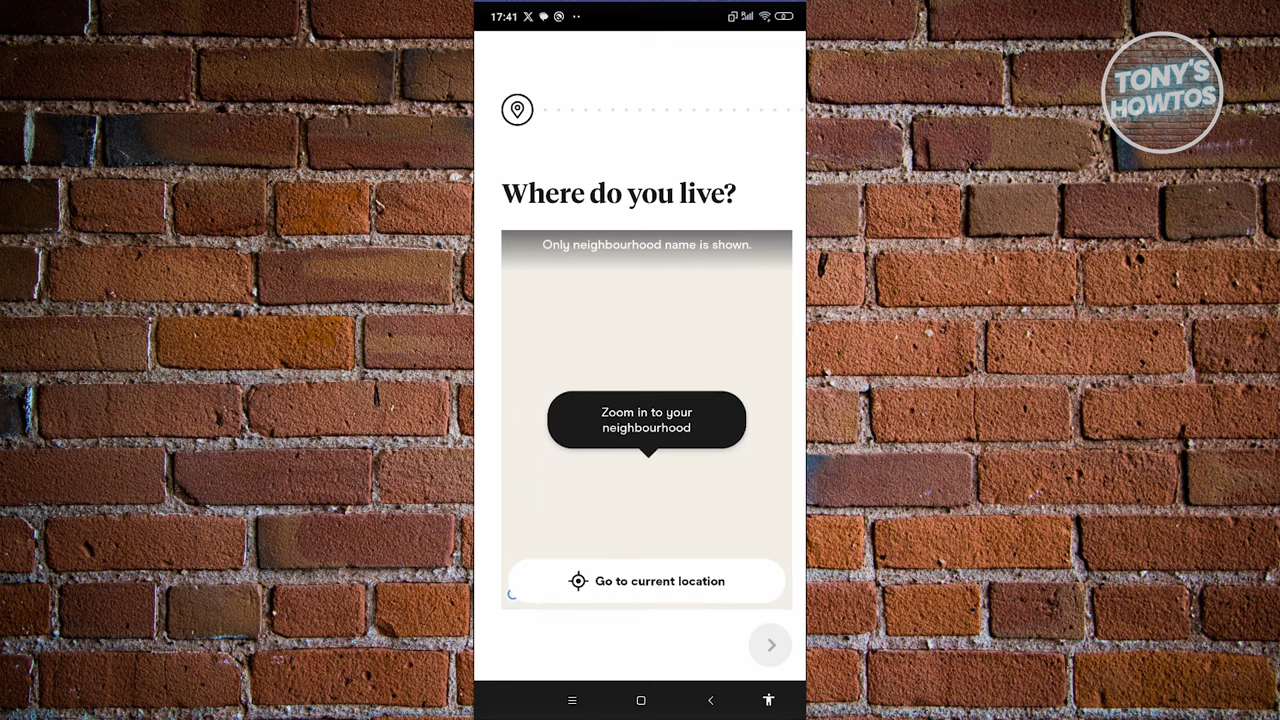 17:41
TONY'S
HOWTOS
Where do you live?
Only neighbourhood name is shown.
Zoom in to your
neighbourhood
Go to current location